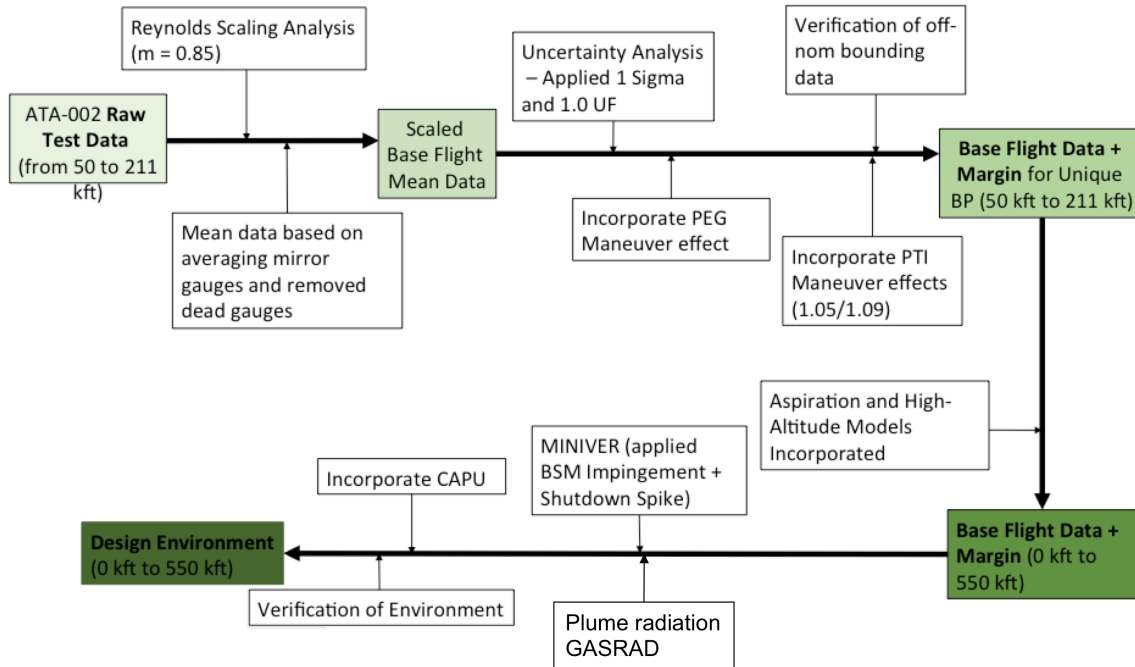 Reynolds Scaling Analysis
(m = 0.85)
Uncertainty Analysis
– Applied 1 Sigma
and 1.0 UF
Verification of off-
nom bounding
data
ATA-002 Raw
Test Data
(from 50 to 211
kft)
Scaled
Base Flight
Mean Data
Base Flight Data +
Margin for Unique
BP (50 kft to 211 kft)
Mean data based on
averaging mirror
gauges and removed
dead gauges
Incorporate PEG
Maneuver effect
Incorporate PTI
Maneuver effects
(1.05/1.09)
Aspiration and High-
Altitude Models
Incorporated
MINIVER (applied
BSM Impingement +
Shutdown Spike)
Incorporate CAPU
Design Environment
(0 kft to 550 kft)
Base Flight Data +
Margin (0 kft to
550 kft)
Verification of Environment
Plume radiation
GASRAD